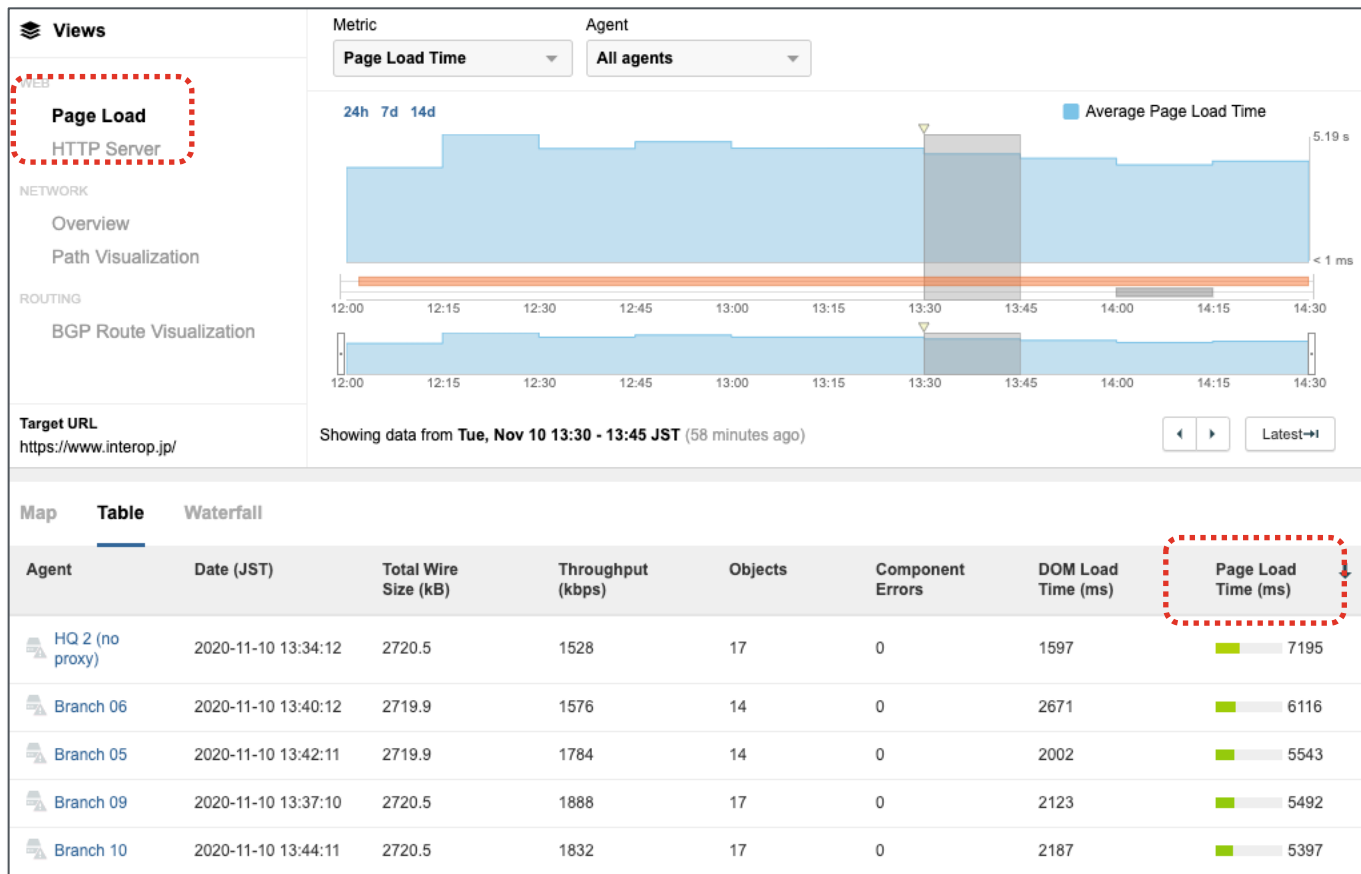 Views
WEB
Page Load
HTTP Server
NETWORK
Overview
Path Visualization
ROUTING
BGP Route Visualization
Target URL
https://www.interop.jp/
Metric
Agent
Page Load Time
All agents
24h 7d 14d
Average Page Load Time
5.19 s
< 1 ms
12:00 12:15 12:30 12:45 13:00 13:15 13:30 13:45 14:00 14:15 14:30
12:00 12:15 12:30 12:45 13:00 13:15 13:30 13:45 14:00 14:15 14:30
Showing data from Tue, Nov 10 13:30 - 13:45 JST (58 minutes ago)
Latest
Map Table Waterfall
Agent Date (JST) Total Wire Size (kB) Throughput (kbps) Objects Component Errors DOM Load Time (ms) Page Load Time (ms)
HQ 2 (no proxy) 2020-11-10 13:34:12 2720.5 1528 17 0 1597 7195
Branch 06 2020-11-10 13:40:12 2719.9 1576 14 0 2671 6116
Branch 05 2020-11-10 13:42:11 2719.9 1784 14 0 2002 5543
Branch 09 2020-11-10 13:37:10 2720.5 1888 17 0 2123 5492
Branch 10 2020-11-10 13:44:11 2720.5 1832 17 0 2187 5397